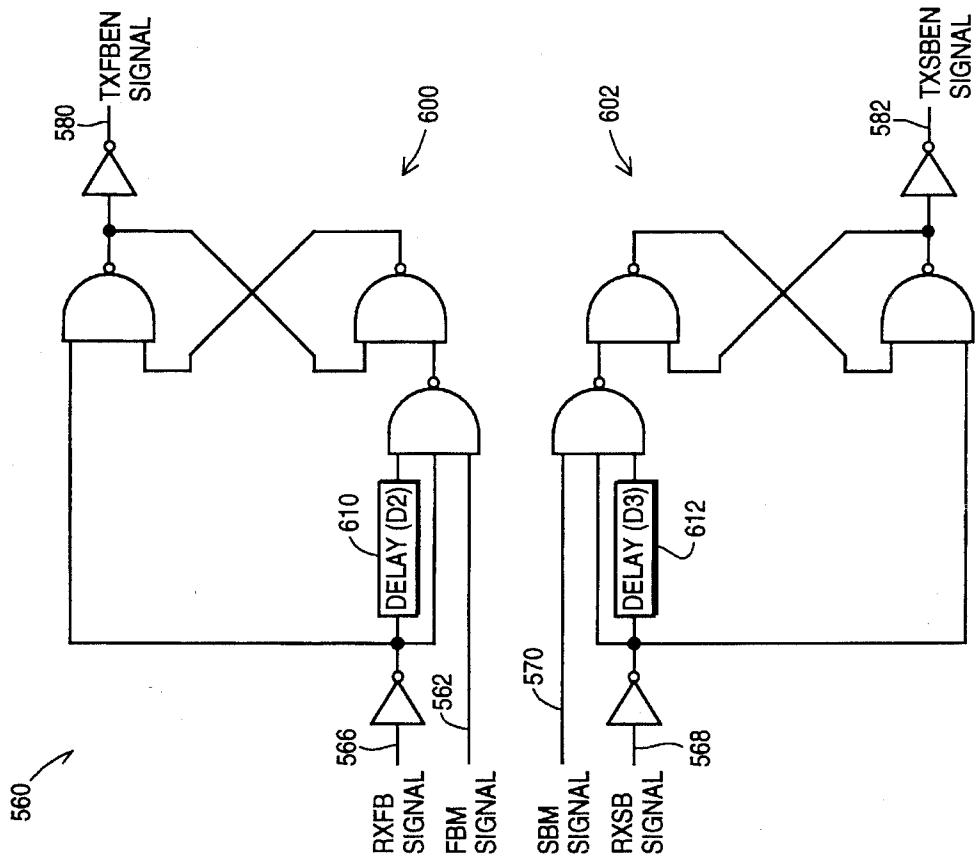 560
580
TXFBEN
SIGNAL
600
610
DELAY (D2)
566
RXFB
SIGNAL
562
FBM
SIGNAL
570
SBM
SIGNAL
RXSB
SIGNAL
568
DELAY (D3)
612
602
582
TXSBEN
SIGNAL